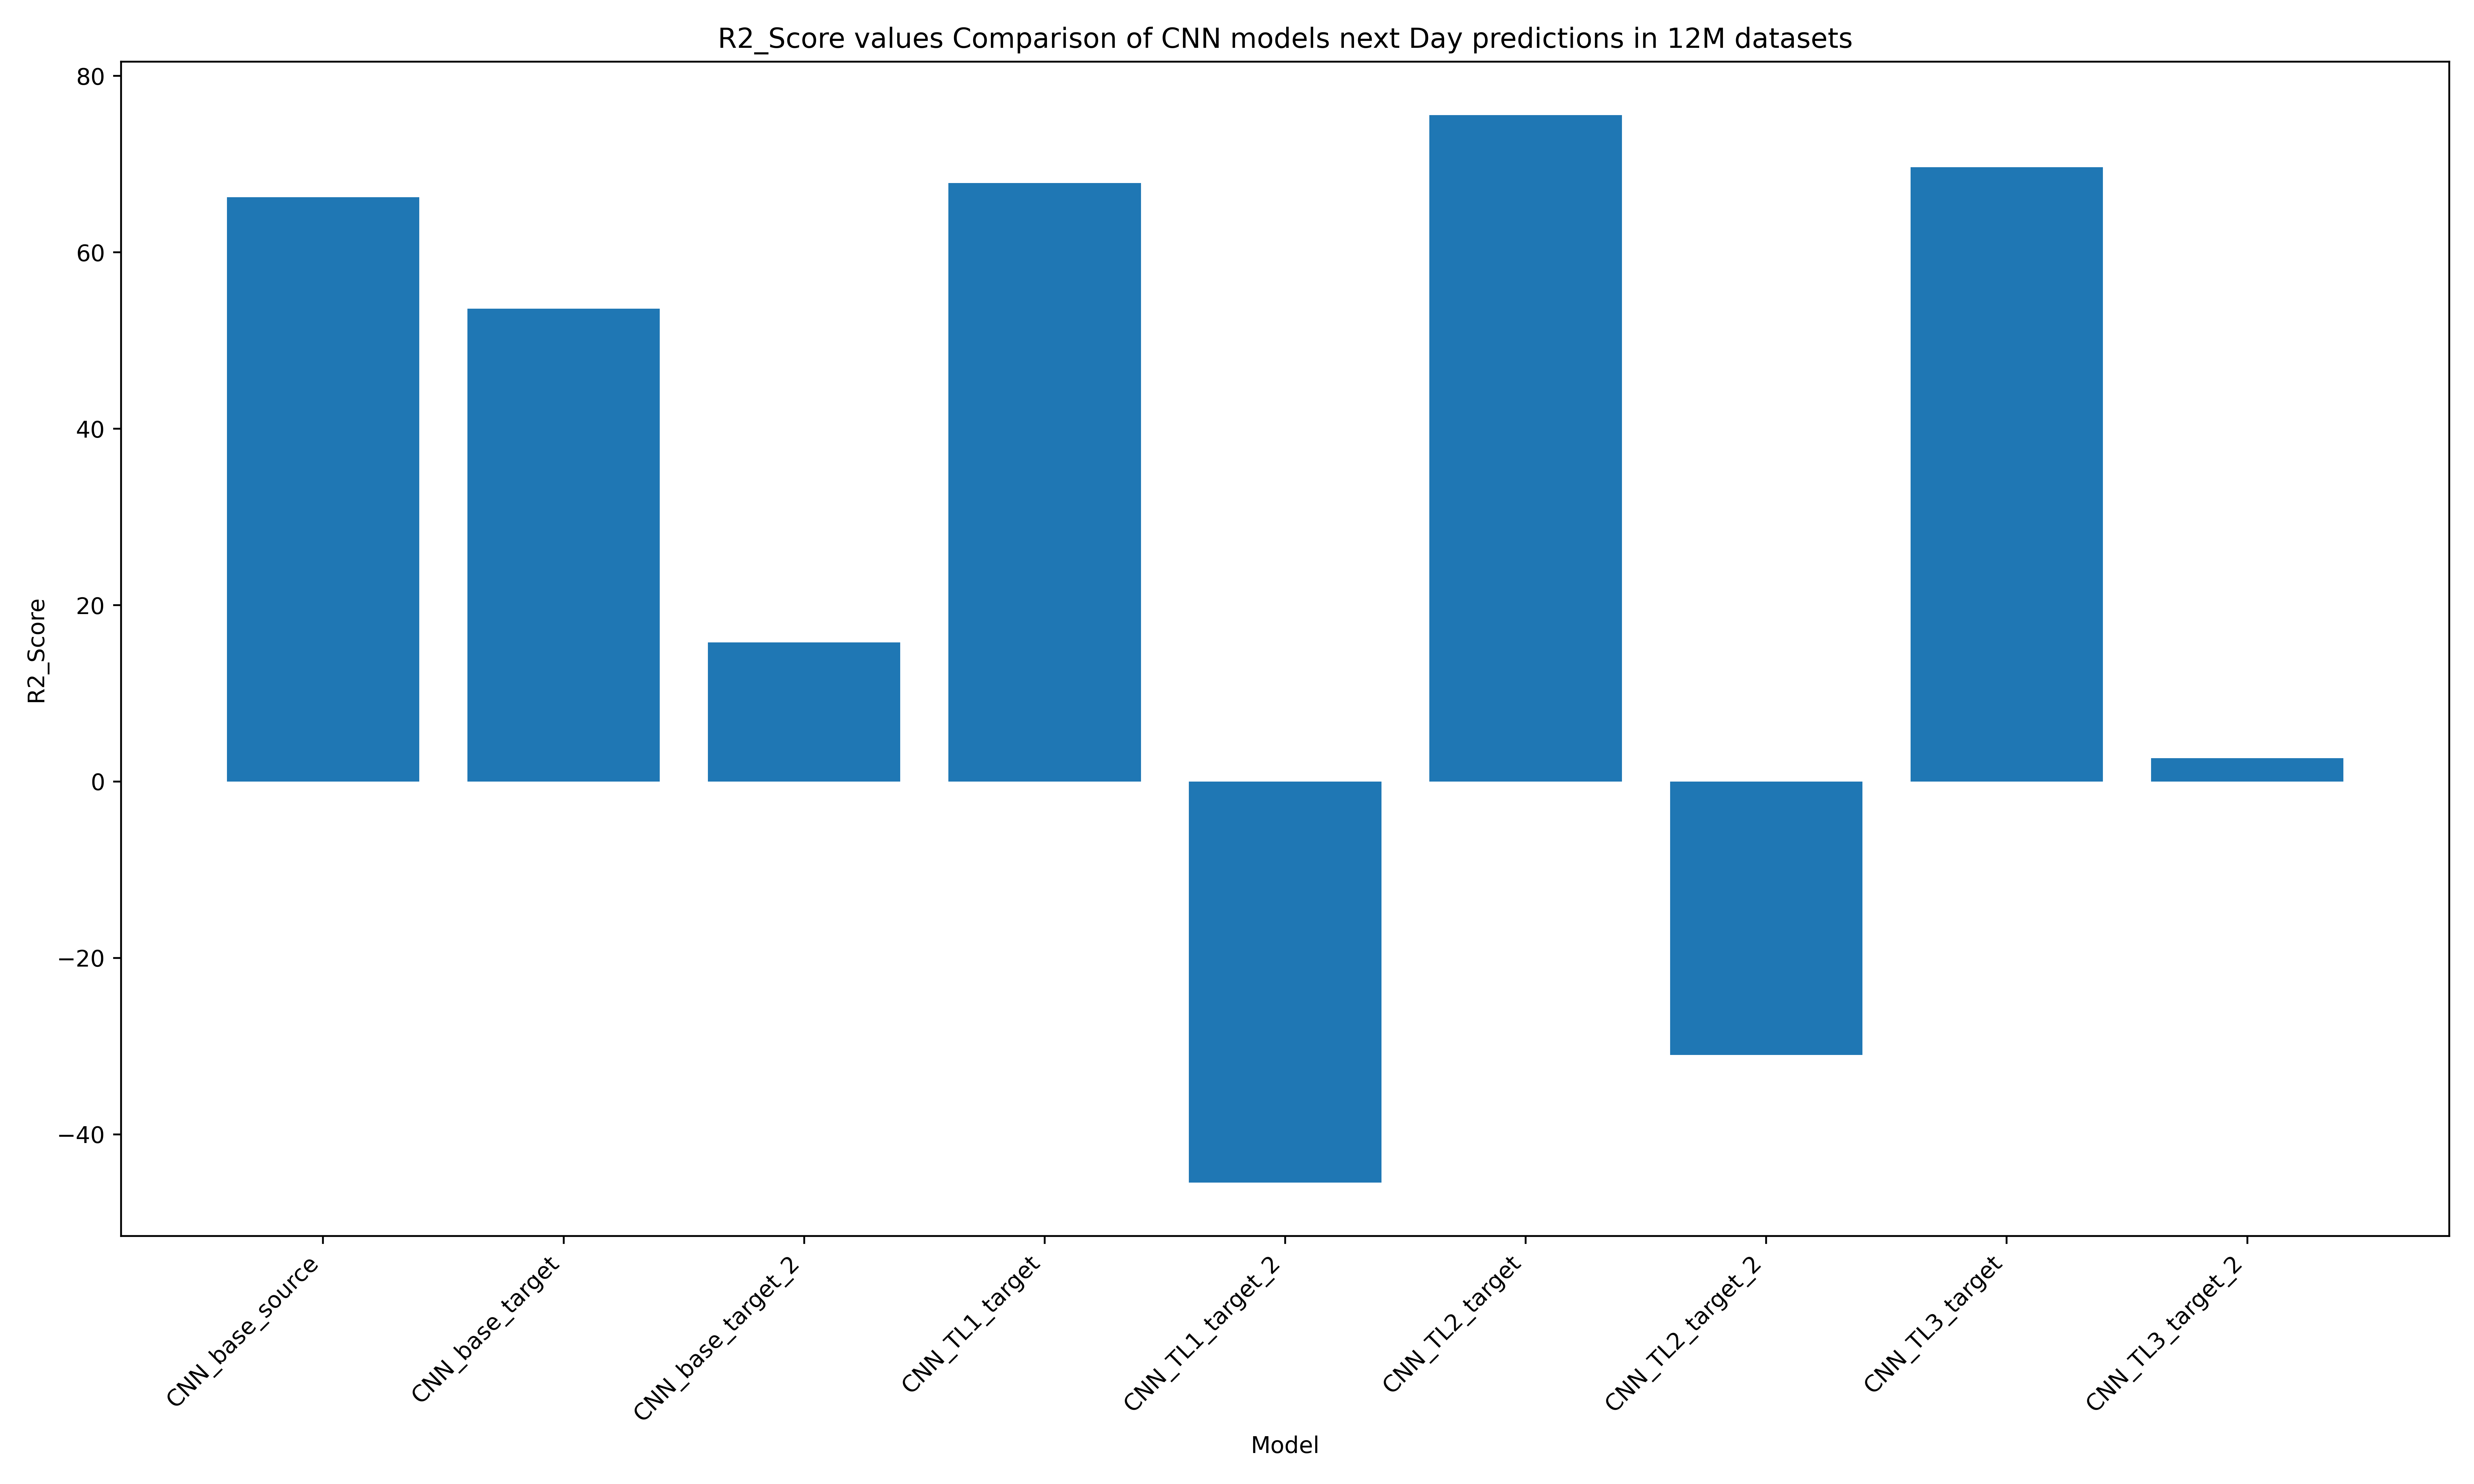 R2_Score values Comparison of CNN models next Day predictions in 12M datasets
80
60
40
20
0
−20
−40
R2_Score
CNN_base_source
CNN_base_target
CNN_base_target_2
CNN_TL1_target
CNN_TL1_target_2
CNN_TL2_target
CNN_TL2_target_2
CNN_TL3_target
CNN_TL3_target_2
Model